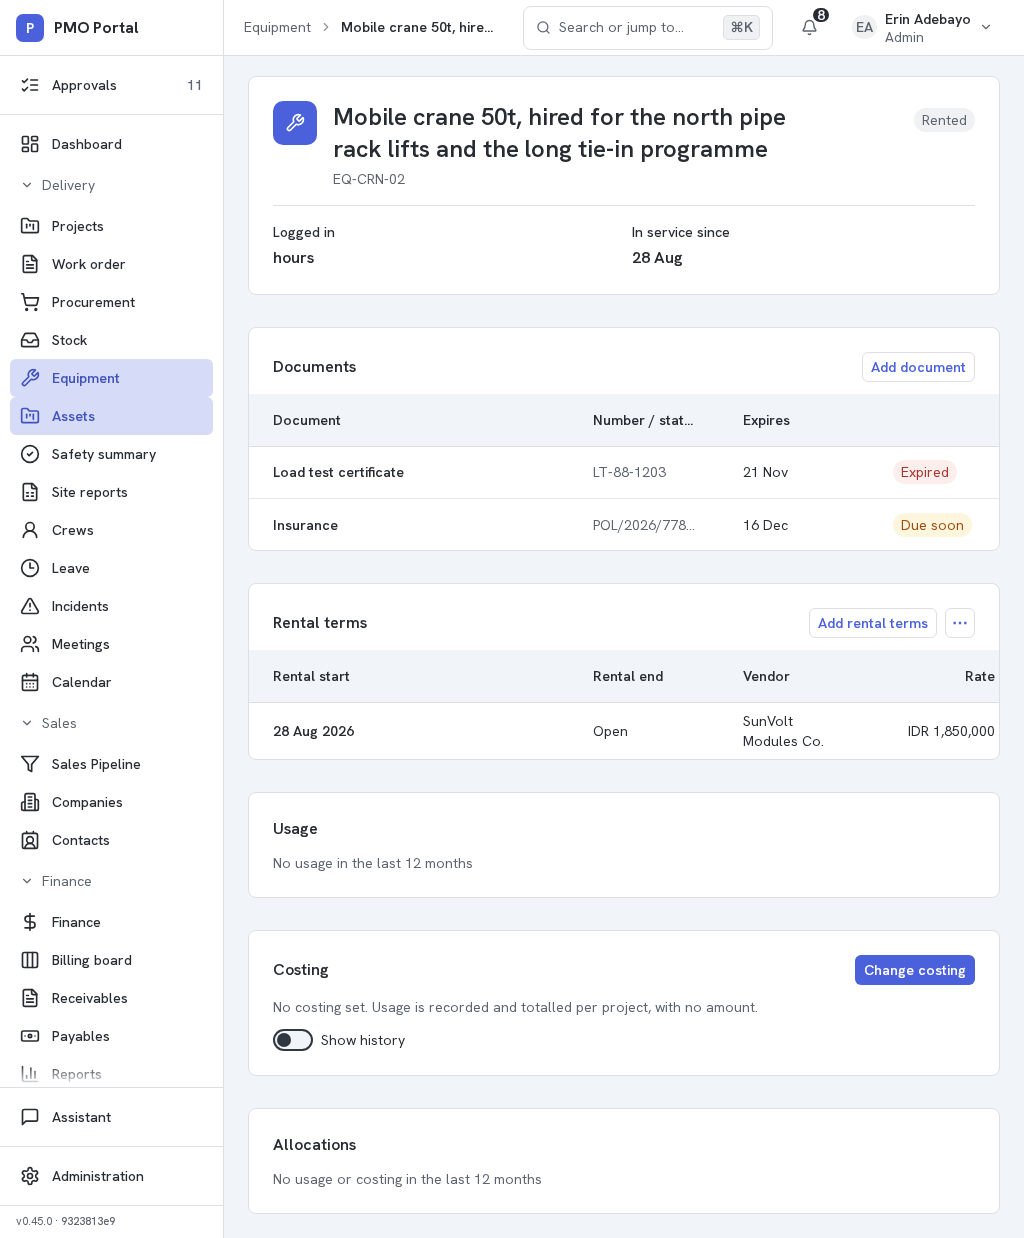 P PMO Portal
Equipment > Mobile crane 50t, hire...
Search or jump to... ⌘K
8
EA Erin Adebayo
Admin
Approvals 11
Dashboard
Delivery
Projects
Work order
Procurement
Stock
Equipment
Assets
Safety summary
Site reports
Crews
Leave
Incidents
Meetings
Calendar
Sales
Sales Pipeline
Companies
Contacts
Finance
Finance
Billing board
Receivables
Payables
Reports
Assistant
Administration
v0.45.0 · 9323813e9
Mobile crane 50t, hired for the north pipe
rack lifts and the long tie-in programme
Rented
EQ-CRN-02
Logged in In service since
hours 28 Aug
Documents Add document
Document Number / stat... Expires
Load test certificate LT-88-1203 21 Nov Expired
Insurance POL/2026/778... 16 Dec Due soon
Rental terms Add rental terms ...
Rental start Rental end Vendor Rate
28 Aug 2026 Open SunVolt
Modules Co. IDR 1,850,000
Usage
No usage in the last 12 months
Costing Change costing
No costing set. Usage is recorded and totalled per project, with no amount.
Show history
Allocations
No usage or costing in the last 12 months